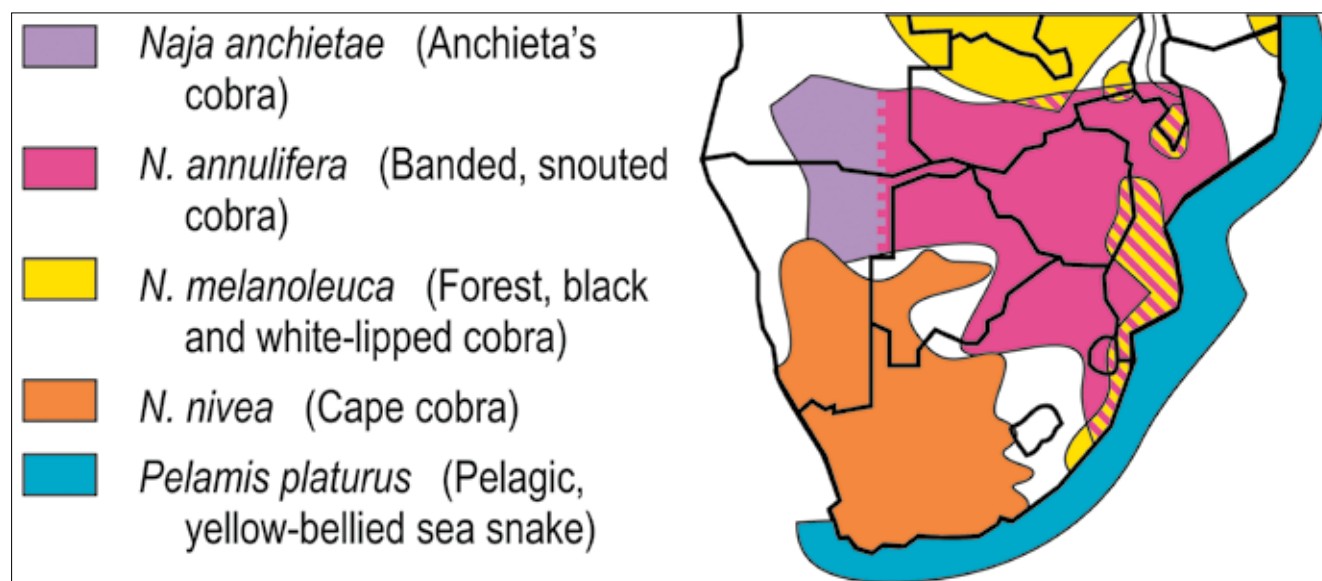 Naja anchietae (Anchieta’s
cobra)
N. annulifera (Banded, snouted
cobra)
N. melanoleuca (Forest, black
and white-lipped cobra)
N. nivea (Cape cobra)
Pelamis platurus (Pelagic,
yellow-bellied sea snake)